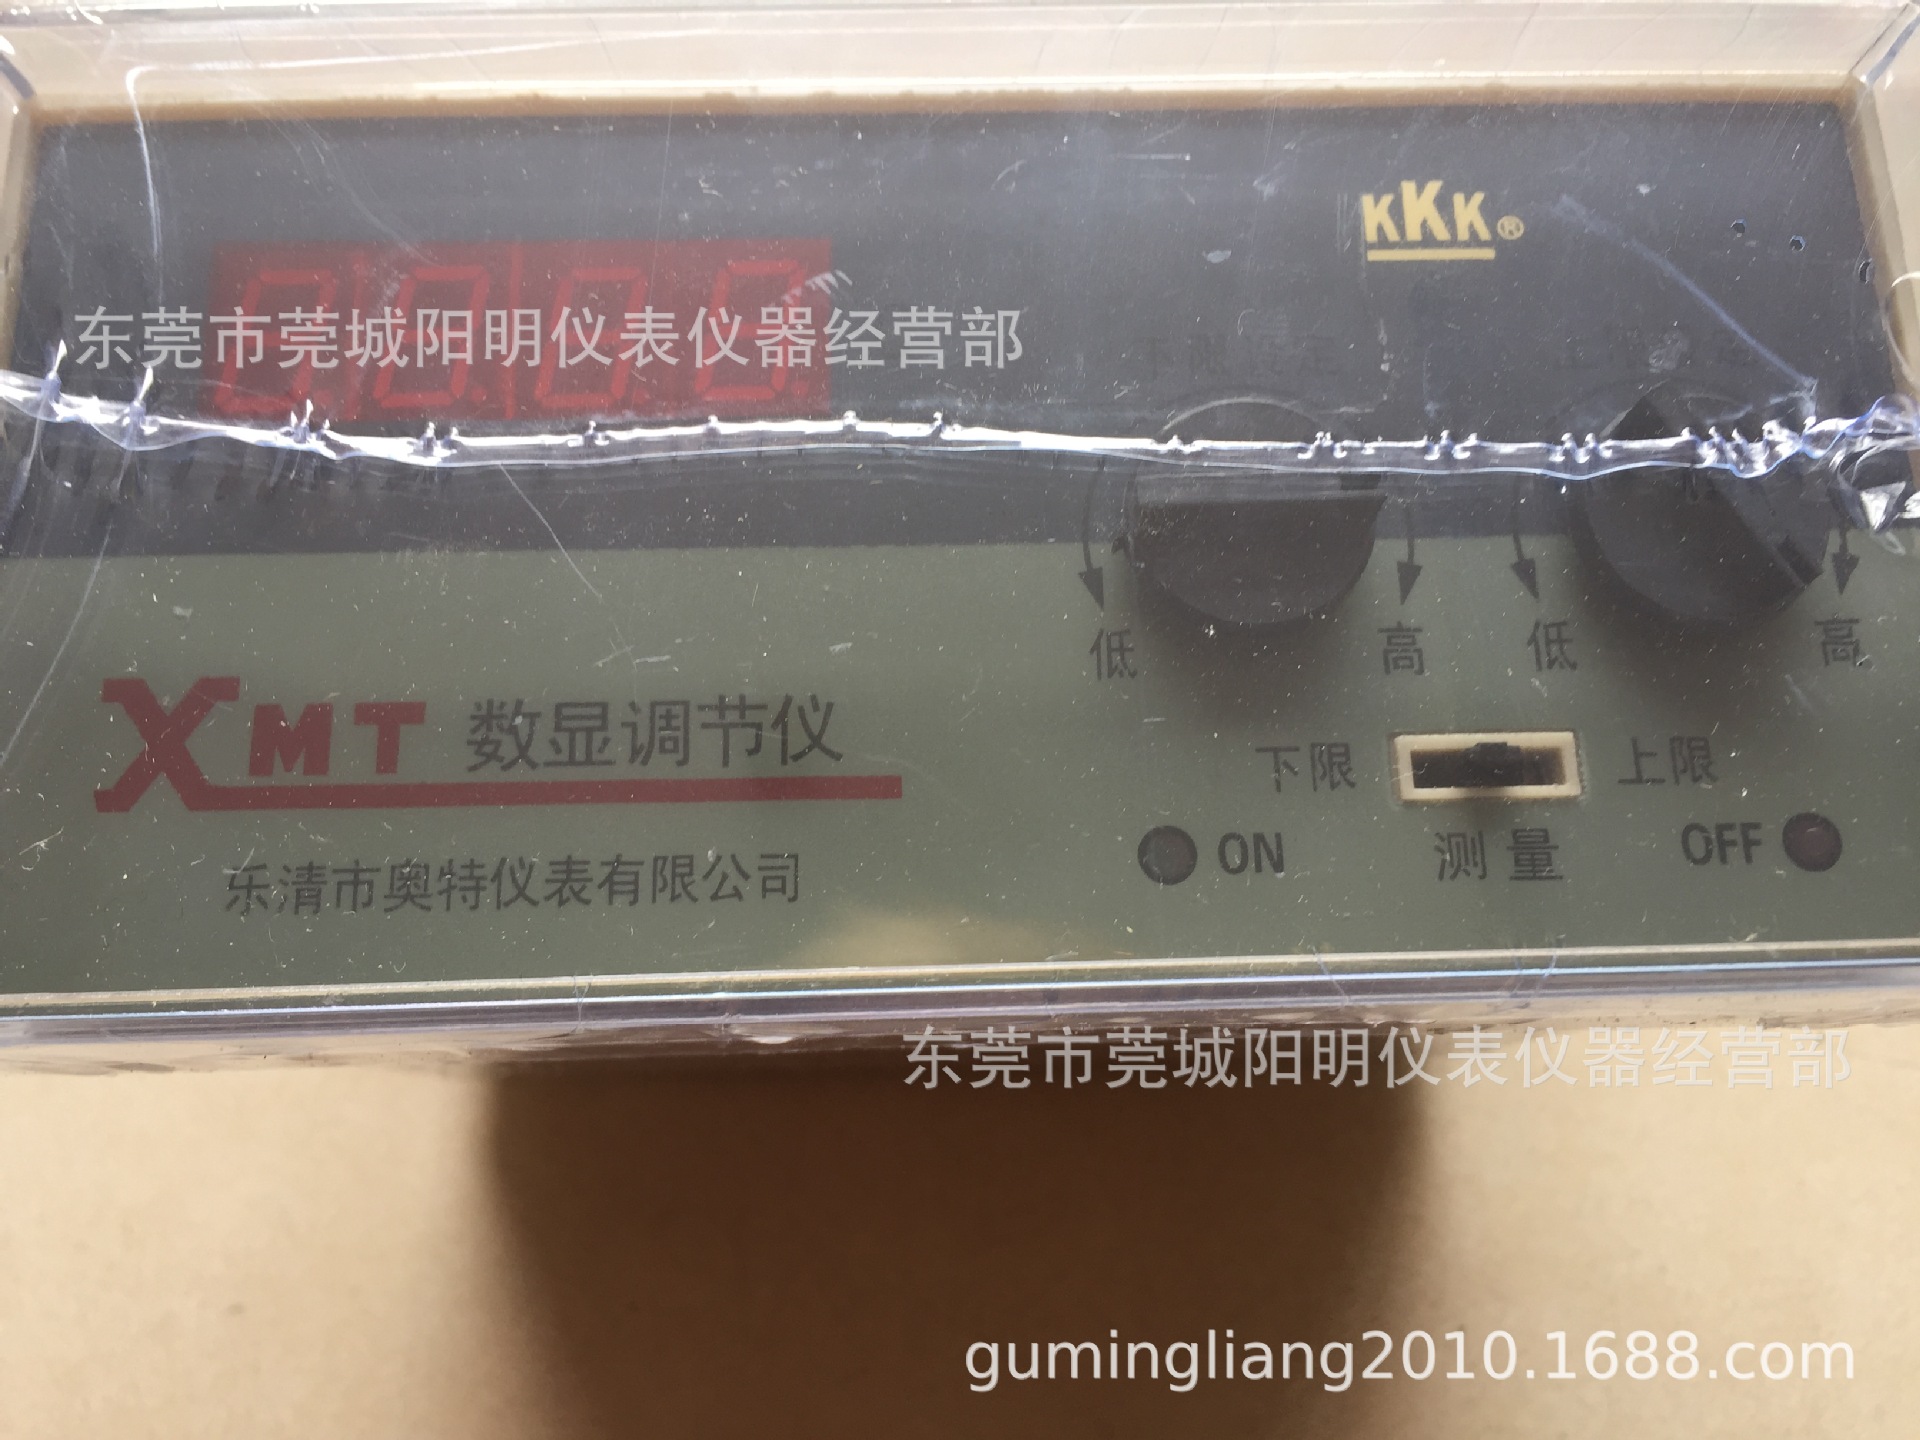 KKK®
东莞市莞城阳明仪表仪器经营部
低 高 低 高
XMT 数显调节仪
下限 上限
ON 测量 OFF
乐清市奥特仪表有限公司
东莞市莞城阳明仪表仪器经营部
gumingliang2010.1688.com